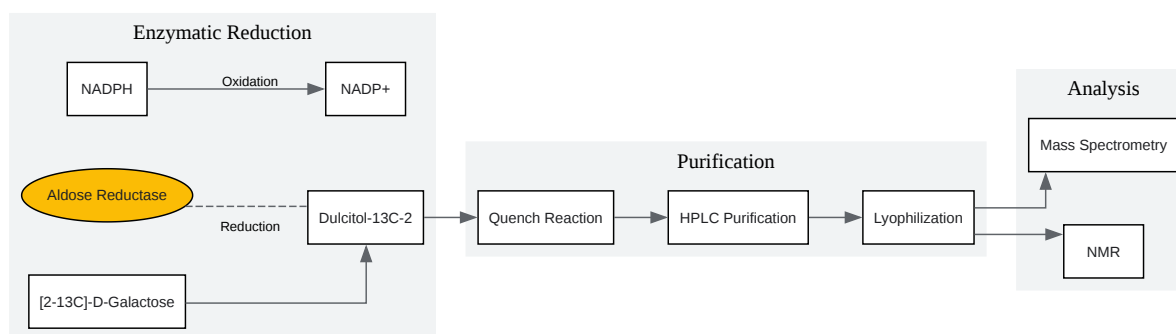 Enzymatic Reduction
NADPH
Oxidation
NADP+
Aldose Reductase
Reduction
Dulcitol-13C-2
[2-13C]-D-Galactose
Purification
Quench Reaction
HPLC Purification
Lyophilization
Analysis
Mass Spectrometry
NMR